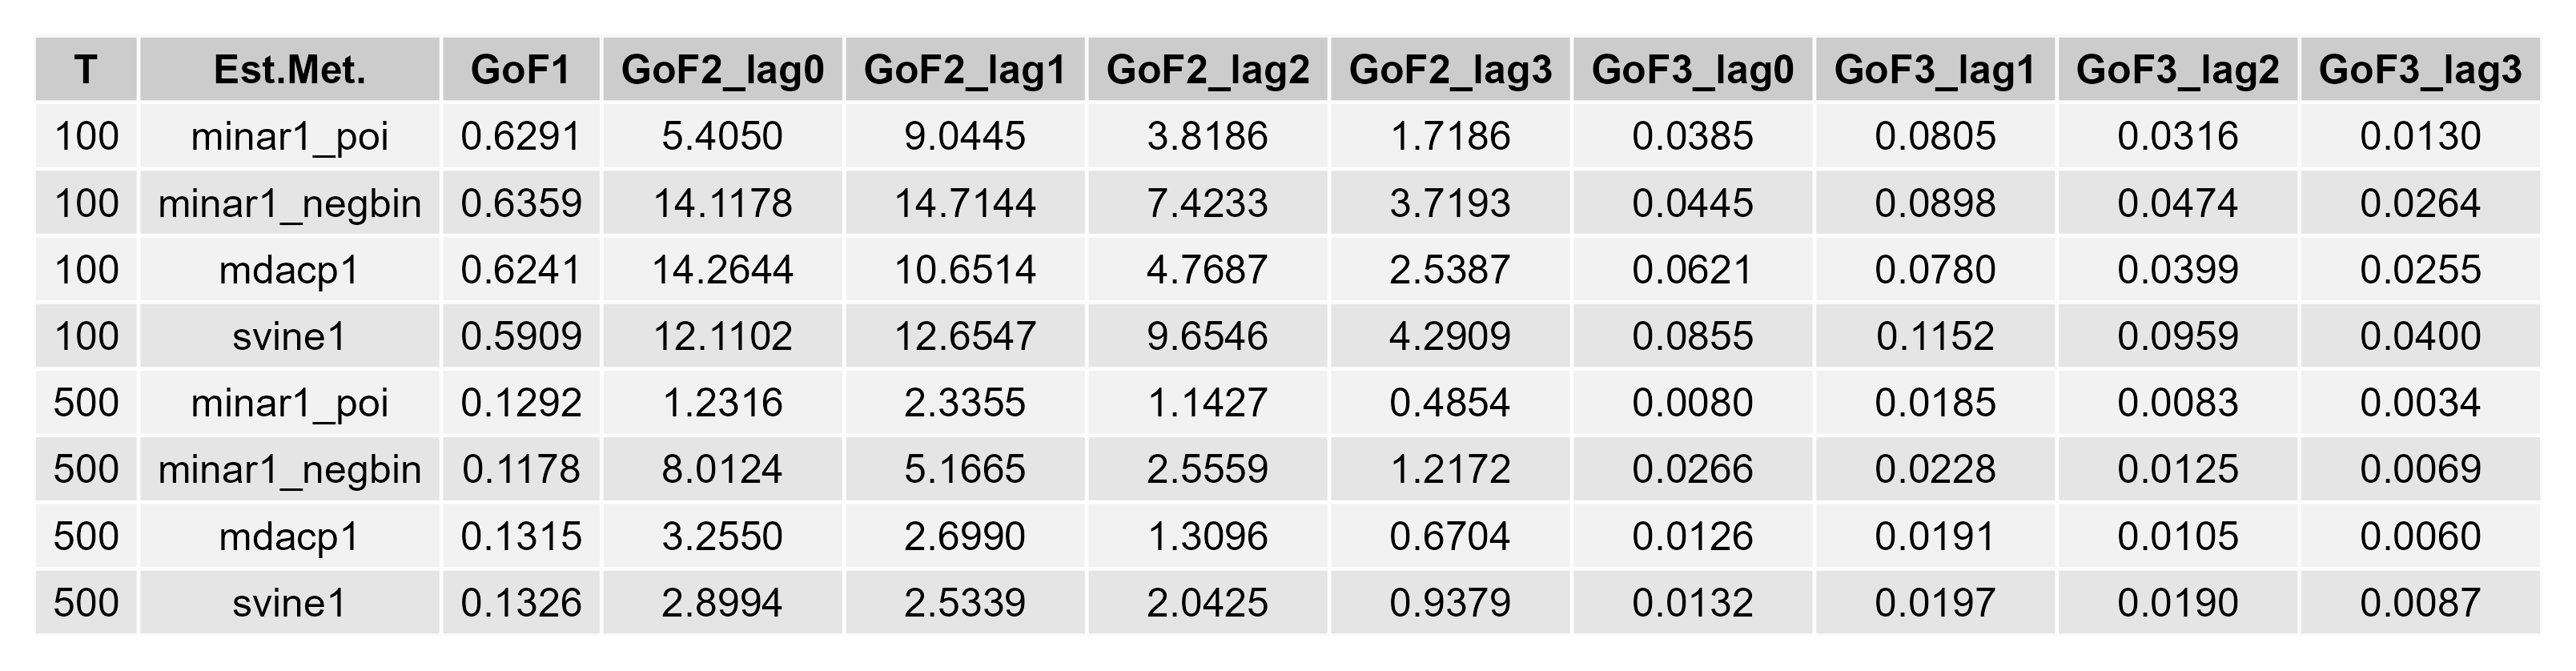 T Est.Met. GoF1 GoF2_lag0 GoF2_lag1 GoF2_lag2 GoF2_lag3 GoF3_lag0 GoF3_lag1 GoF3_lag2 GoF3_lag3
100 minar1_poi 0.6291 5.4050 9.0445 3.8186 1.7186 0.0385 0.0805 0.0316 0.0130
100 minar1_negbin 0.6359 14.1178 14.7144 7.4233 3.7193 0.0445 0.0898 0.0474 0.0264
100 mdacp1 0.6241 14.2644 10.6514 4.7687 2.5387 0.0621 0.0780 0.0399 0.0255
100 svine1 0.5909 12.1102 12.6547 9.6546 4.2909 0.0855 0.1152 0.0959 0.0400
500 minar1_poi 0.1292 1.2316 2.3355 1.1427 0.4854 0.0080 0.0185 0.0083 0.0034
500 minar1_negbin 0.1178 8.0124 5.1665 2.5559 1.2172 0.0266 0.0228 0.0125 0.0069
500 mdacp1 0.1315 3.2550 2.6990 1.3096 0.6704 0.0126 0.0191 0.0105 0.0060
500 svine1 0.1326 2.8994 2.5339 2.0425 0.9379 0.0132 0.0197 0.0190 0.0087